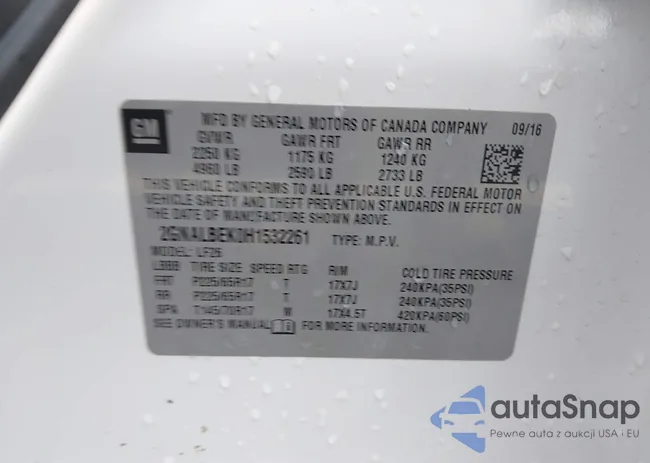 GM MFD BY GENERAL MOTORS OF CANADA COMPANY 09/16
GVWR GAWR FRT GAWR RR
2250 KG 1175 KG 1240 KG
4960 LB 2590 LB 2733 LB
THIS VEHICLE CONFORMS TO ALL APPLICABLE U.S. FEDERAL MOTOR
VEHICLE SAFETY AND THEFT PREVENTION STANDARDS IN EFFECT ON
THE DATE OF MANUFACTURE SHOWN ABOVE.
2GNALBEK0H1532261 TYPE: M.P.V.
MODEL: LF26
TIRE SIZE SPEED RTG RIM COLD TIRE PRESSURE
FRT P225/65R17 T 17X7J 240KPA(35PSI)
RR P225/65R17 T 17X7J 240KPA(35PSI)
SPA T145/70R17 M 17X4.5T 420KPA(60PSI)
SEE OWNER'S MANUAL FOR MORE INFORMATION.
autoSnap
Pewne auta z aukcji USA i EU